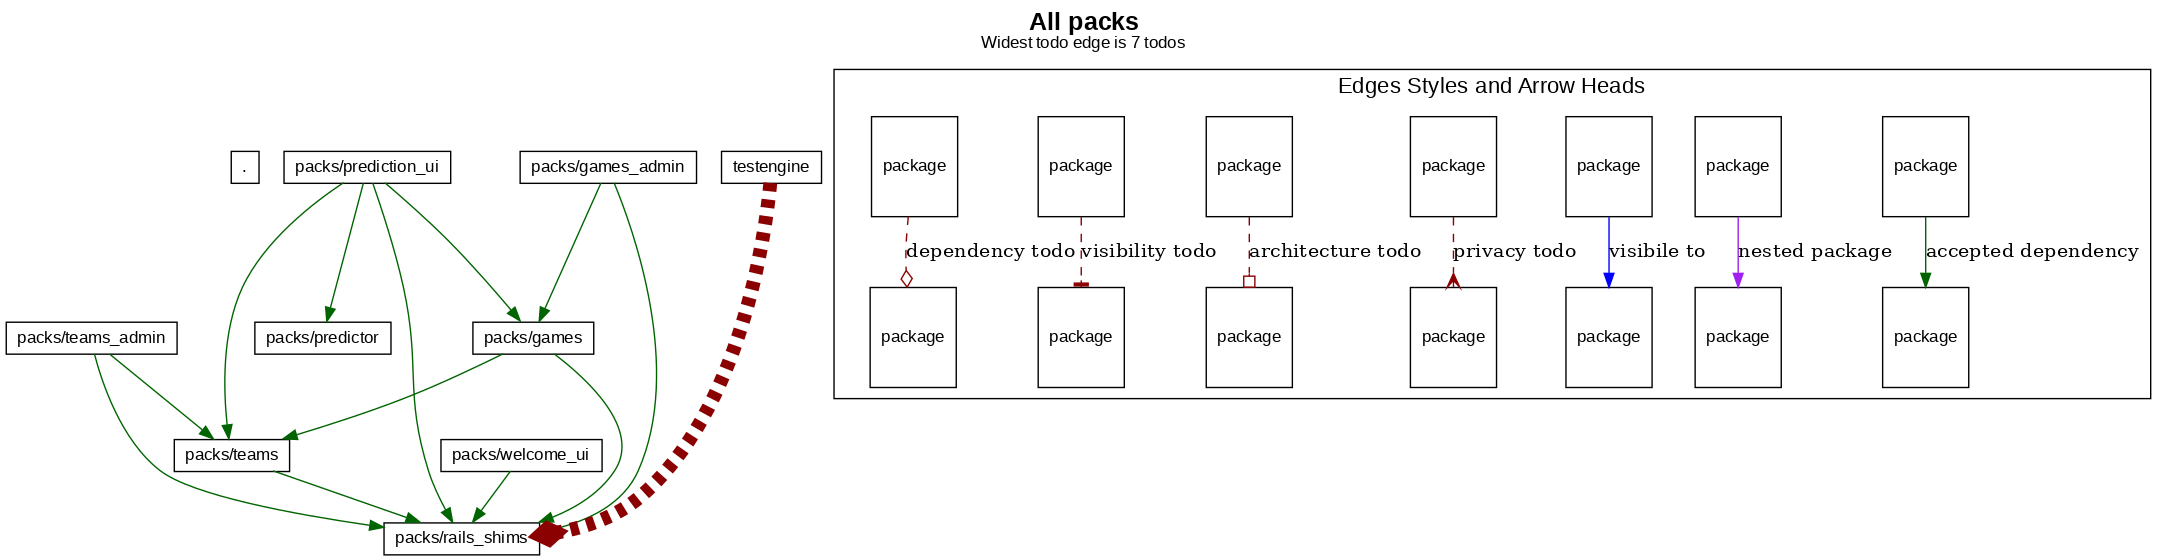 All packs
Widest todo edge is 7 todos
Edges Styles and Arrow Heads
.
packs/prediction_ui
packs/games_admin
testengine
package
package
package
package
package
package
package
dependency todo
visibility todo
architecture todo
privacy todo
visibile to
nested package
accepted dependency
packs/teams_admin
packs/predictor
packs/games
package
package
package
package
package
package
package
packs/teams
packs/welcome_ui
packs/rails_shims